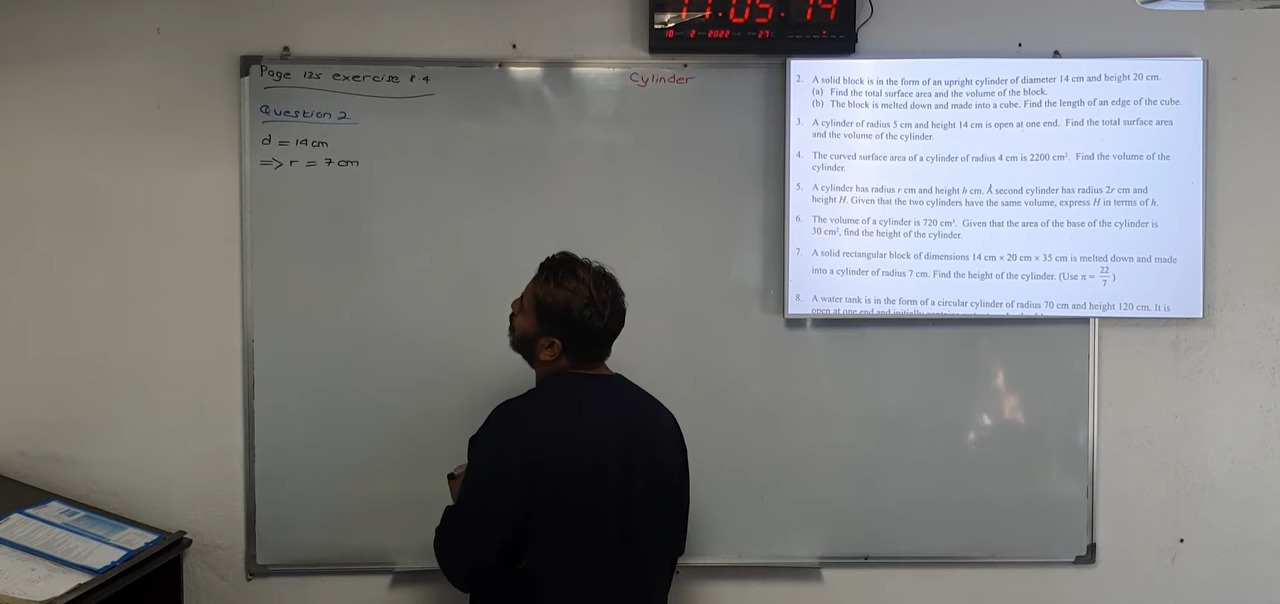 11:05:14
2022
27
Page 125 exercise 8.4
Cylinder
Question 2
d = 14 cm
=> r = 7 cm
2. A solid block is in the form of an upright cylinder of diameter 14 cm and height 20 cm.
(a) Find the total surface area and the volume of the block.
(b) The block is melted down and made into a cube. Find the length of an edge of the cube.
3. A cylinder of radius 5 cm and height 14 cm is open at one end. Find the total surface area
and the volume of the cylinder.
4. The curved surface area of a cylinder of radius 4 cm is 2200 cm². Find the volume of the
cylinder.
5. A cylinder has radius r cm and height h cm. A second cylinder has radius 2r cm and
height H. Given that the two cylinders have the same volume, express H in terms of h.
6. The volume of a cylinder is 720 cm³. Given that the area of the base of the cylinder is
30 cm², find the height of the cylinder.
7. A solid rectangular block of dimensions 14 cm × 20 cm × 35 cm is melted down and made
into a cylinder of radius 7 cm. Find the height of the cylinder. (Use π = 22/7)
8. A water tank is in the form of a circular cylinder of radius 70 cm and height 120 cm. It is
open at one end and initially